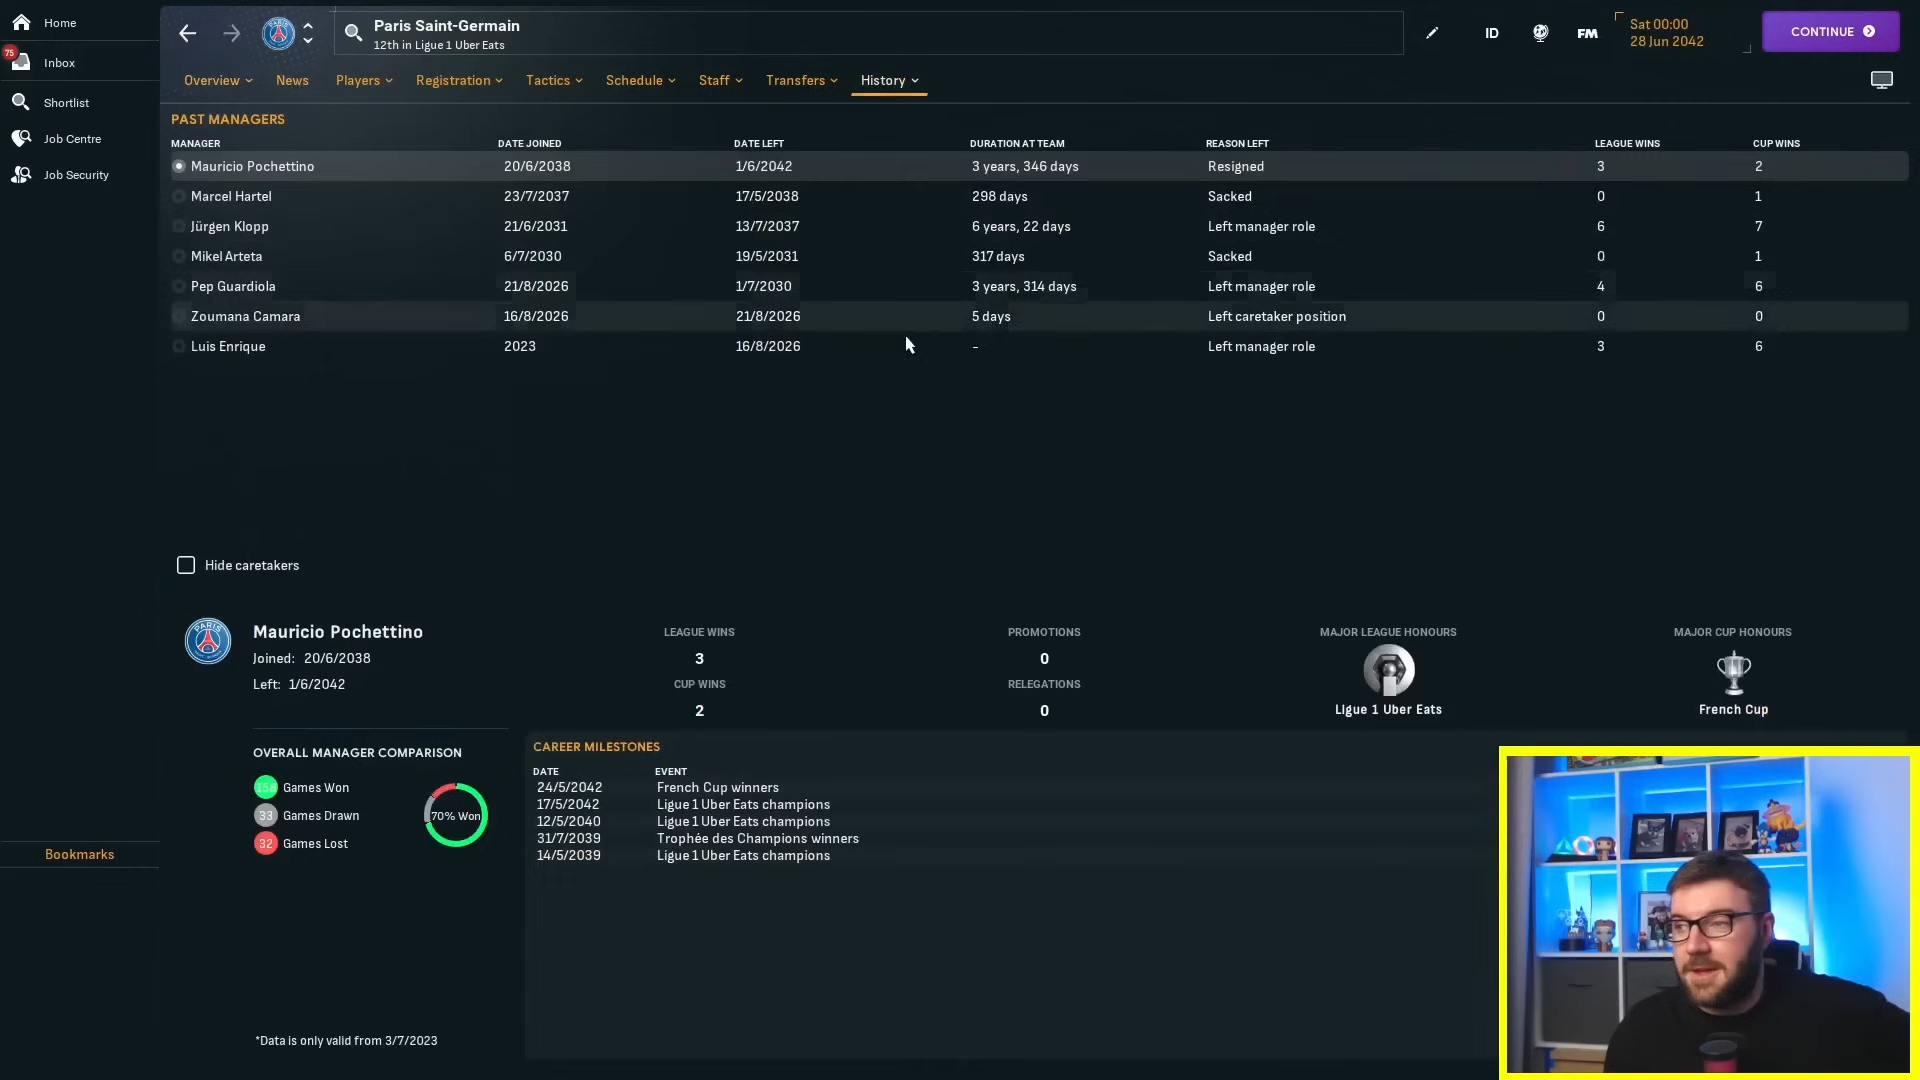 Home
75
Inbox
Shortlist
Job Centre
Job Security
Bookmarks
Paris Saint-Germain
12th in Ligue 1 Uber Eats
ID
FM
Sat 00:00
28 Jun 2042
CONTINUE
Overview News Players Registration Tactics Schedule Staff Transfers History
PAST MANAGERS
MANAGER DATE JOINED DATE LEFT DURATION AT TEAM REASON LEFT LEAGUE WINS CUP WINS
Mauricio Pochettino 20/6/2038 1/6/2042 3 years, 346 days Resigned 3 2
Marcel Hartel 23/7/2037 17/5/2038 298 days Sacked 0 1
Jürgen Klopp 21/6/2031 13/7/2037 6 years, 22 days Left manager role 6 7
Mikel Arteta 6/7/2030 19/5/2031 317 days Sacked 0 1
Pep Guardiola 21/8/2026 1/7/2030 3 years, 314 days Left manager role 4 6
Zoumana Camara 16/8/2026 21/8/2026 5 days Left caretaker position 0 0
Luis Enrique 2023 16/8/2026 - Left manager role 3 6
Hide caretakers
PARIS
Mauricio Pochettino
Joined: 20/6/2038
Left: 1/6/2042
LEAGUE WINS
3
CUP WINS
2
PROMOTIONS
0
RELEGATIONS
0
MAJOR LEAGUE HONOURS
Ligue 1 Uber Eats
MAJOR CUP HONOURS
French Cup
OVERALL MANAGER COMPARISON
Games Won
33 Games Drawn
32 Games Lost
70% Won
*Data is only valid from 3/7/2023
CAREER MILESTONES
DATE EVENT
24/5/2042 French Cup winners
17/5/2042 Ligue 1 Uber Eats champions
12/5/2040 Ligue 1 Uber Eats champions
31/7/2039 Trophée des Champions winners
14/5/2039 Ligue 1 Uber Eats champions